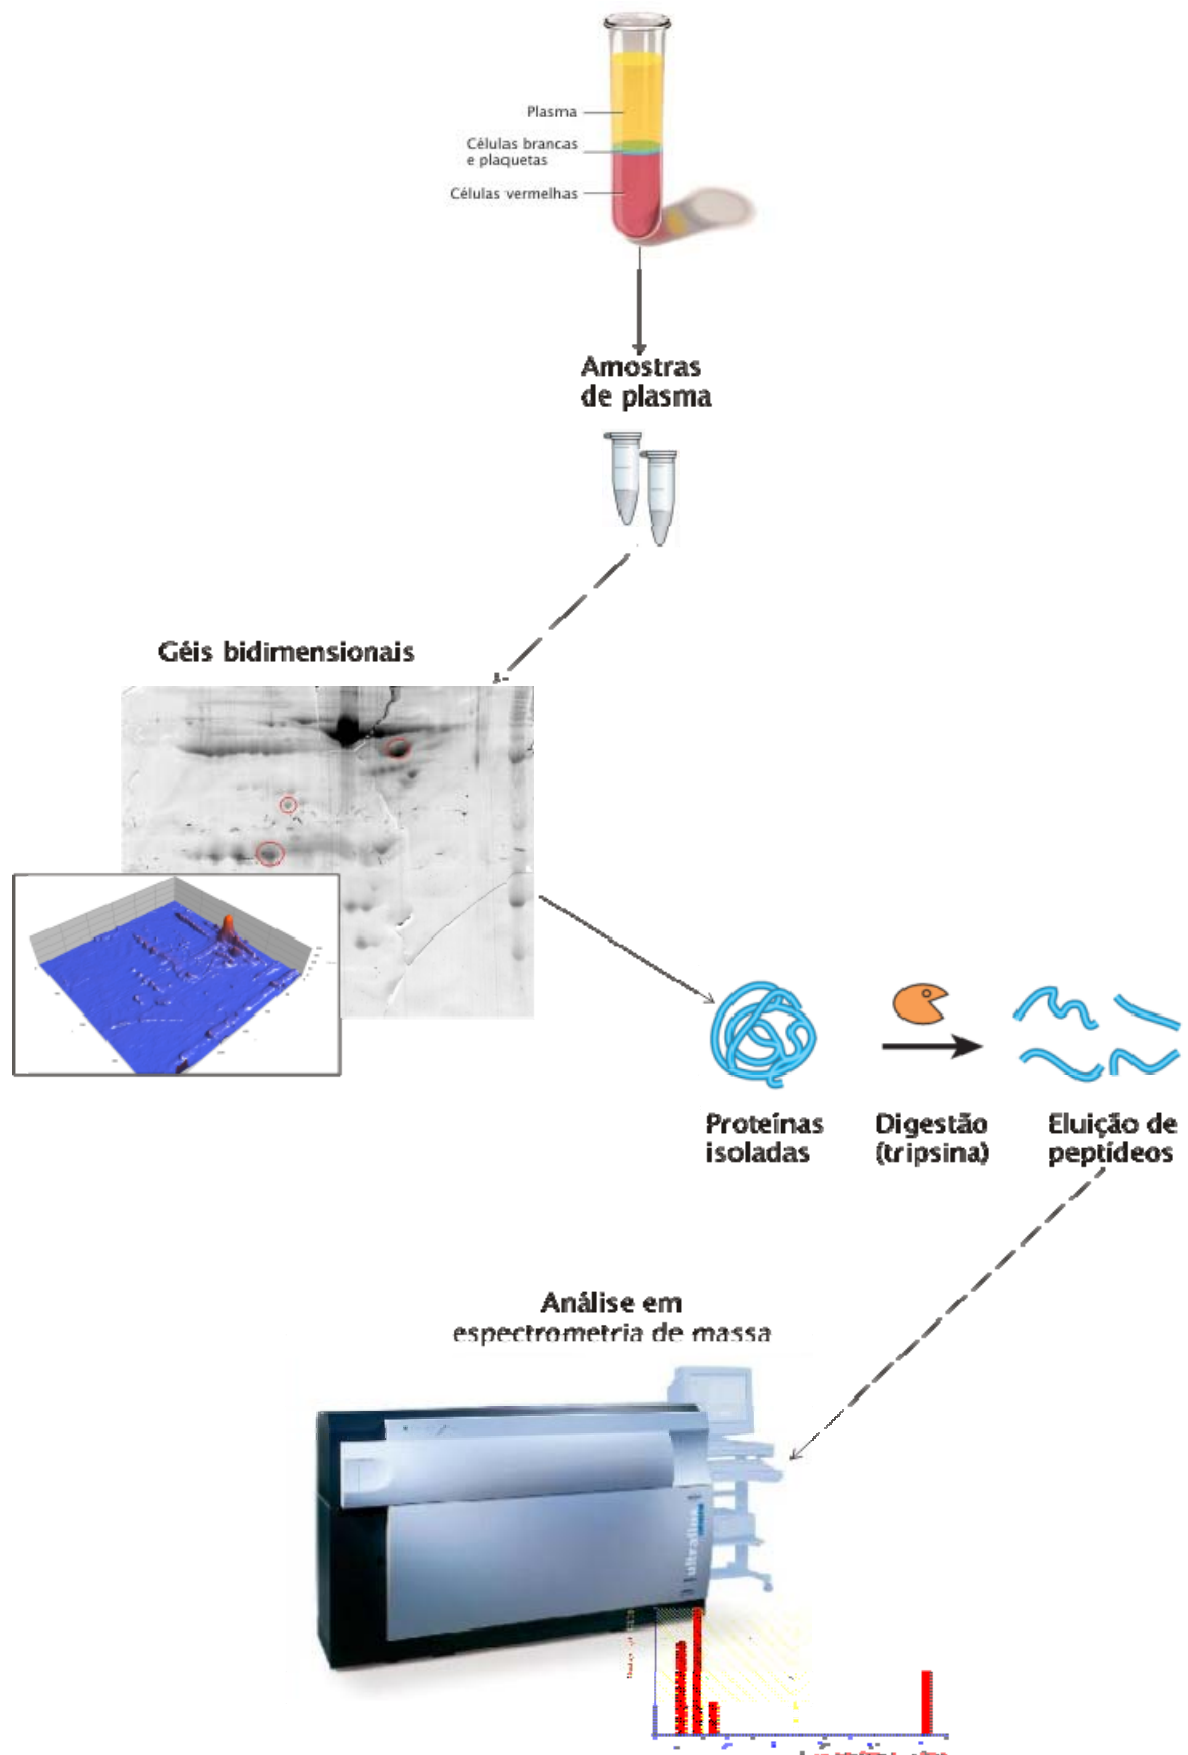 Plasma
Células brancas
e plaquetas
Células vermelhas
Amostras
de plasma
Géis bidimensionais
Proteínas
isoladas
Digestão
(tripsina)
Eluição de
peptídeos
Análise em
espectrometria de massa
ultraflex